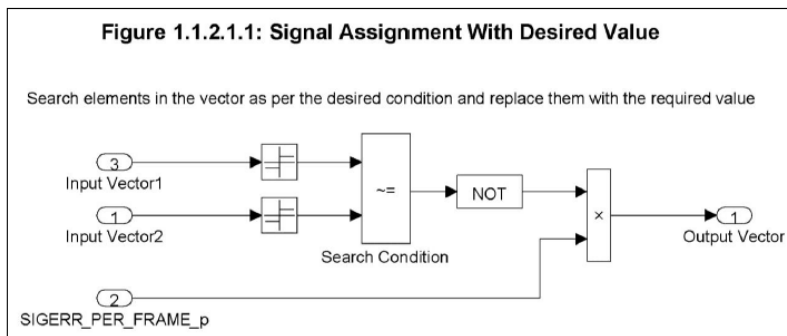 Figure 1.1.2.1.1: Signal Assignment With Desired Value
Search elements in the vector as per the desired condition and replace them with the required value
3
Input Vector1
~=
NOT
1
Input Vector2
×
1
Output Vector
Search Condition
2
SIGERR_PER_FRAME_p